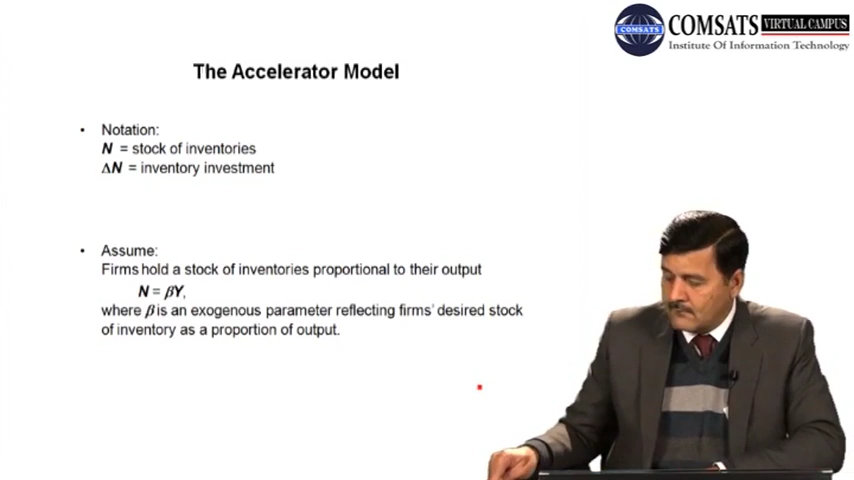 COMSATS VIRTUAL CAMPUS
COMSATS
Institute Of Information Technology
The Accelerator Model
• Notation:
N = stock of inventories
ΔN = inventory investment
• Assume:
Firms hold a stock of inventories proportional to their output
N = βY,
where β is an exogenous parameter reflecting firms' desired stock
of inventory as a proportion of output.